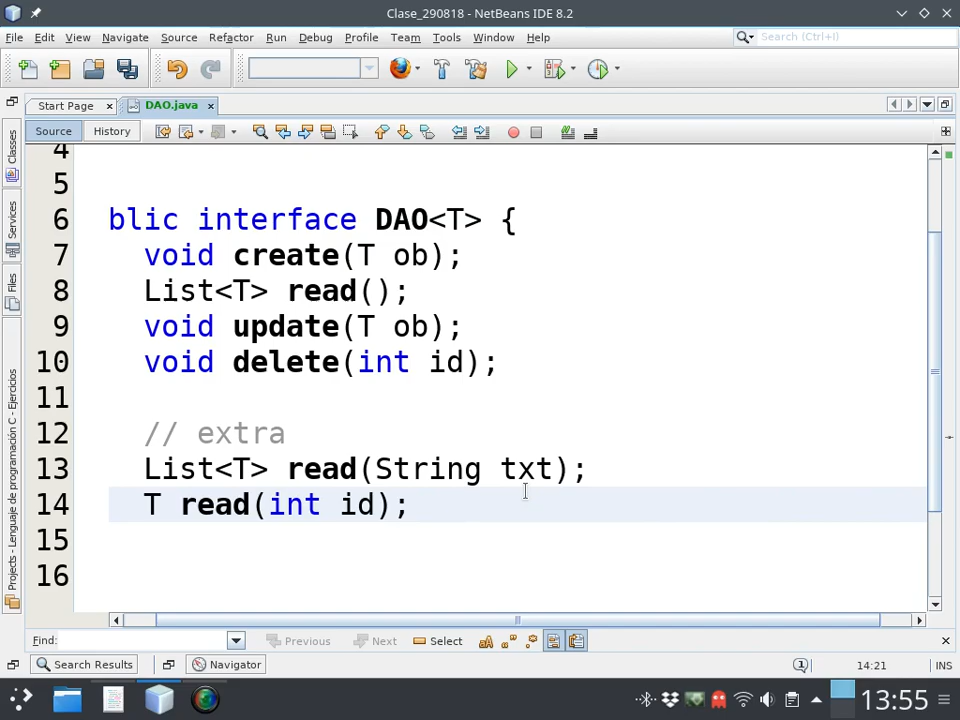 Clase_290818 - NetBeans IDE 8.2
File Edit View Navigate Source Refactor Run Debug Profile Team Tools Window Help
Search (Ctrl+I)
Start Page
DAO.java
Source History
Classes
Services
Files
Projects - Lenguaje de programación C - Ejercicios
4
5
6 blic interface DAO<T> {
7 void create(T ob);
8 List<T> read();
9 void update(T ob);
10 void delete(int id);
11
12 // extra
13 List<T> read(String txt);
14 T read(int id);
15
16
Find: Previous Next Select
Search Results Navigator
1 14:21 INS
13:55